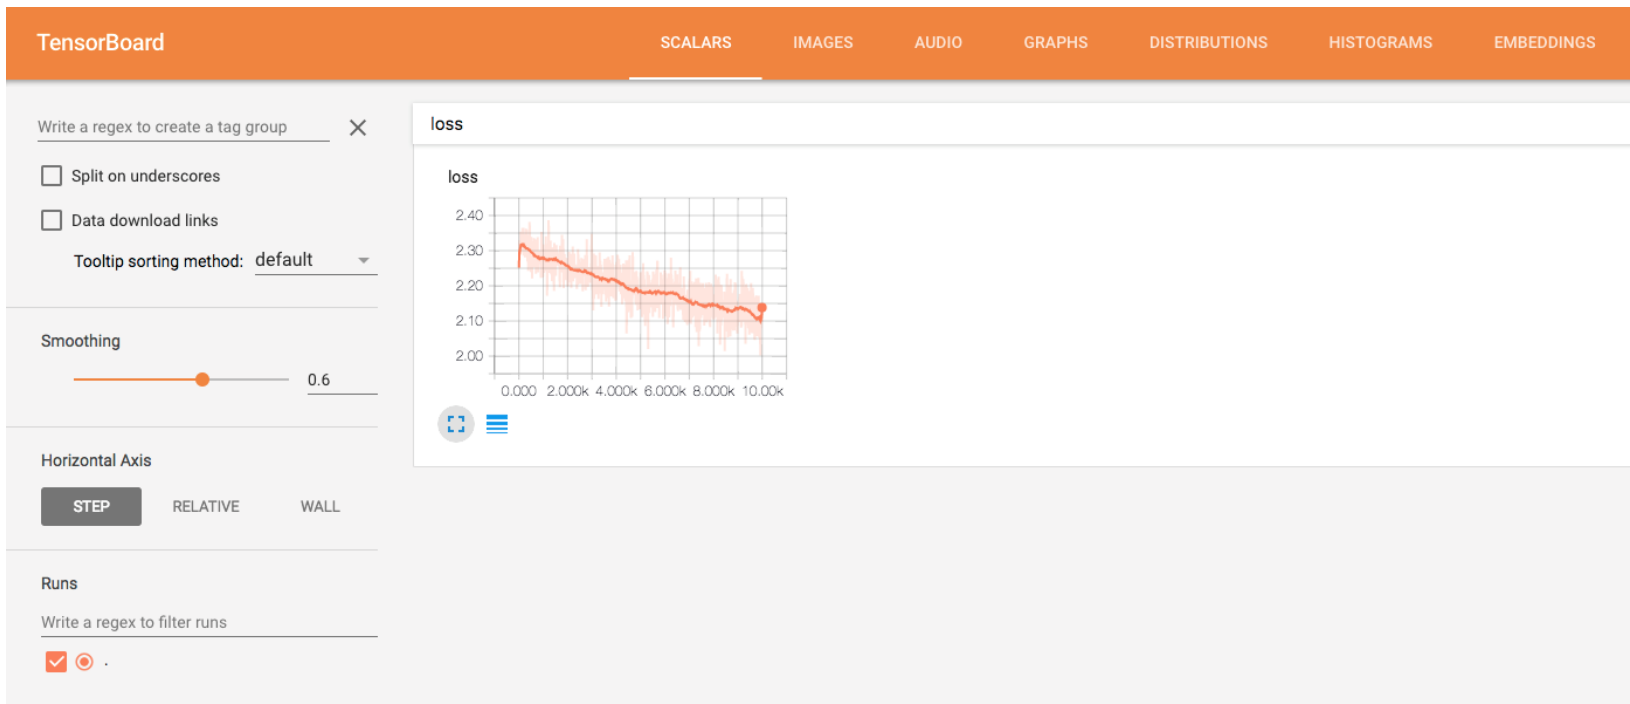 TensorBoard
SCALARS IMAGES AUDIO GRAPHS DISTRIBUTIONS HISTOGRAMS EMBEDDINGS
Write a regex to create a tag group
Split on underscores
Data download links
Tooltip sorting method: default
Smoothing
0.6
Horizontal Axis
STEP RELATIVE WALL
Runs
Write a regex to filter runs
.
loss
loss
2.40
2.30
2.20
2.10
2.00
0.000 2.000k 4.000k 6.000k 8.000k 10.00k